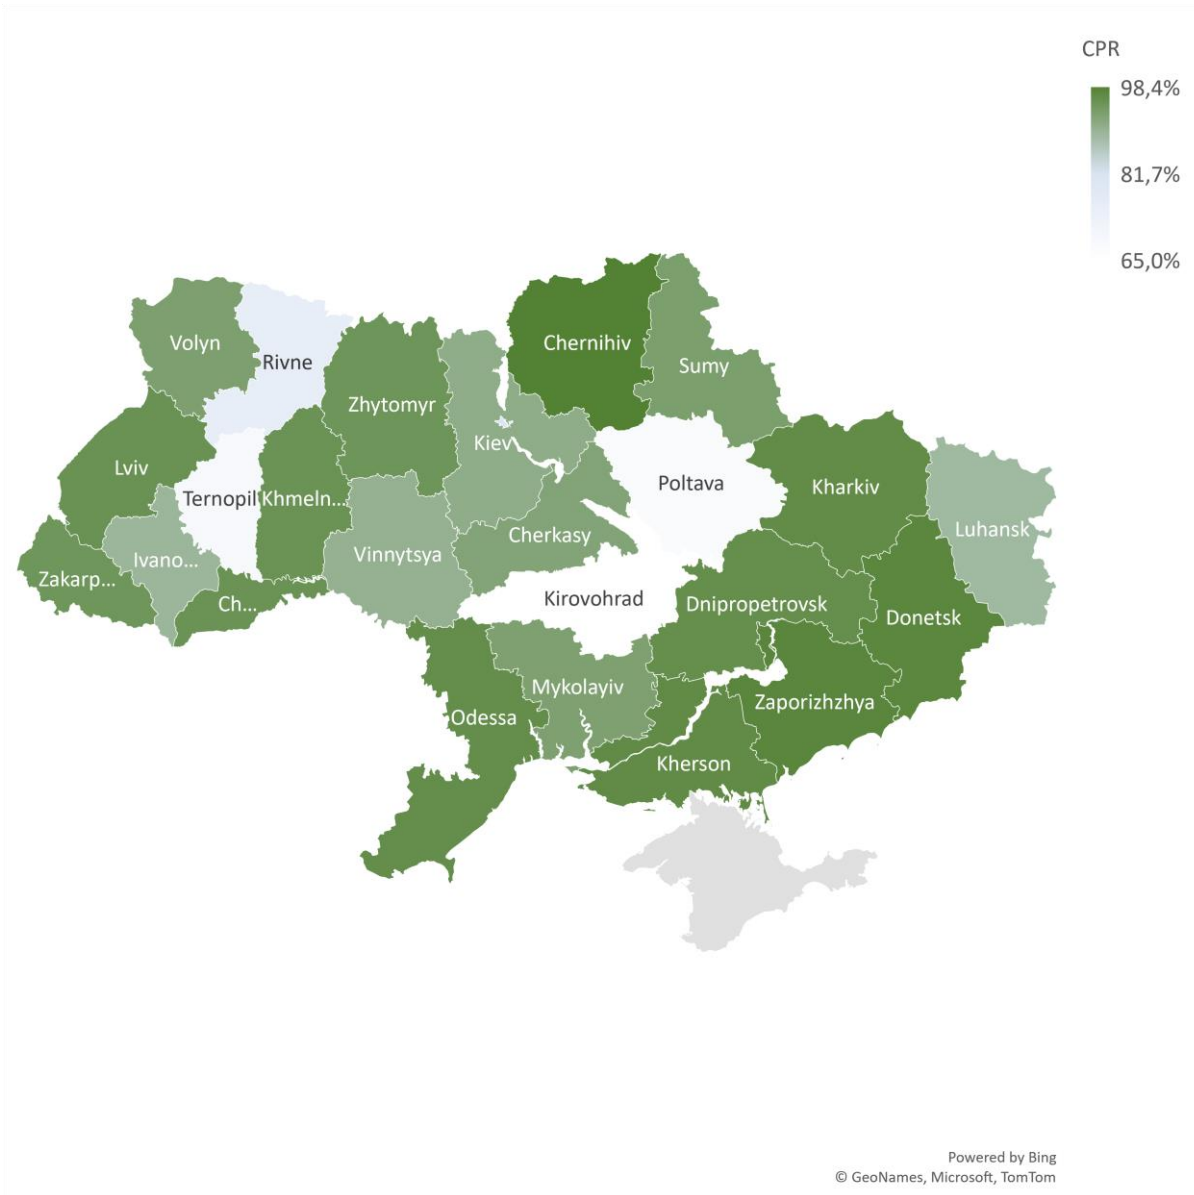 CPR
98,4%
81,7%
65,0%
Chernihiv
Volyn
Sumy
Rivne
Zhytomyr
Kiev
Lviv
Poltava
Kharkiv
Ternopil
Khmeln...
Luhansk
Cherkasy
Vinnytsya
Ivano...
Zakarp...
Kirovohrad
Ch...
Dnipropetrovsk
Donetsk
Mykolayiv
Zaporizhzhya
Odessa
Kherson
Powered by Bing
© GeoNames, Microsoft, TomTom